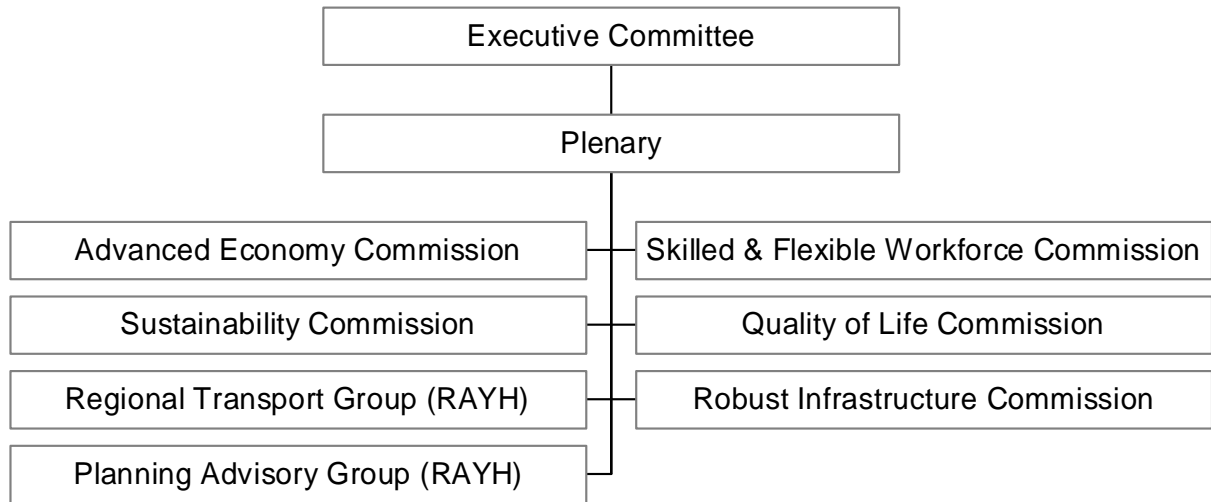 Executive Committee
Plenary
Advanced Economy Commission
Skilled & Flexible Workforce Commission
Sustainability Commission
Quality of Life Commission
Regional Transport Group (RAYH)
Robust Infrastructure Commission
Planning Advisory Group (RAYH)